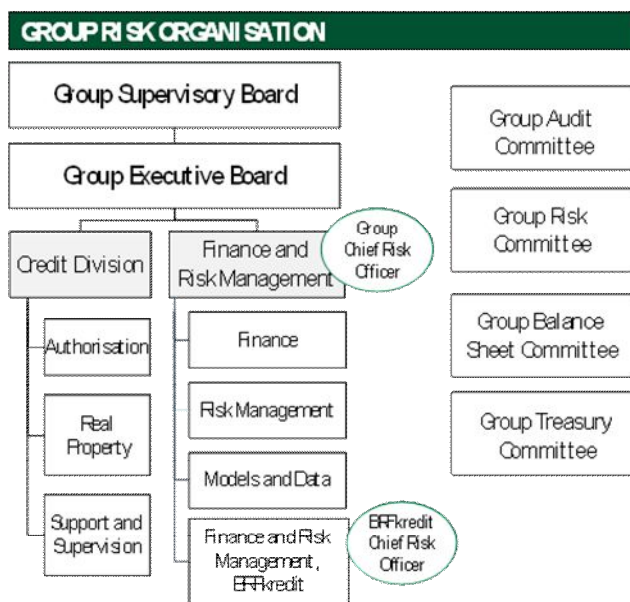 GROUP RISK ORGANISATION
Group Supervisory Board
Group Executive Board
Credit Division
Finance and
Risk Management
Group
Chief Risk
Officer
Authorisation
Real
Property
Support and
Supervision
Finance
Risk Management
Models and Data
Finance and Risk
Management,
BRFkredit
BRFkredit
Chief Risk
Officer
Group Audit
Committee
Group Risk
Committee
Group Balance
Sheet Committee
Group Treasury
Committee